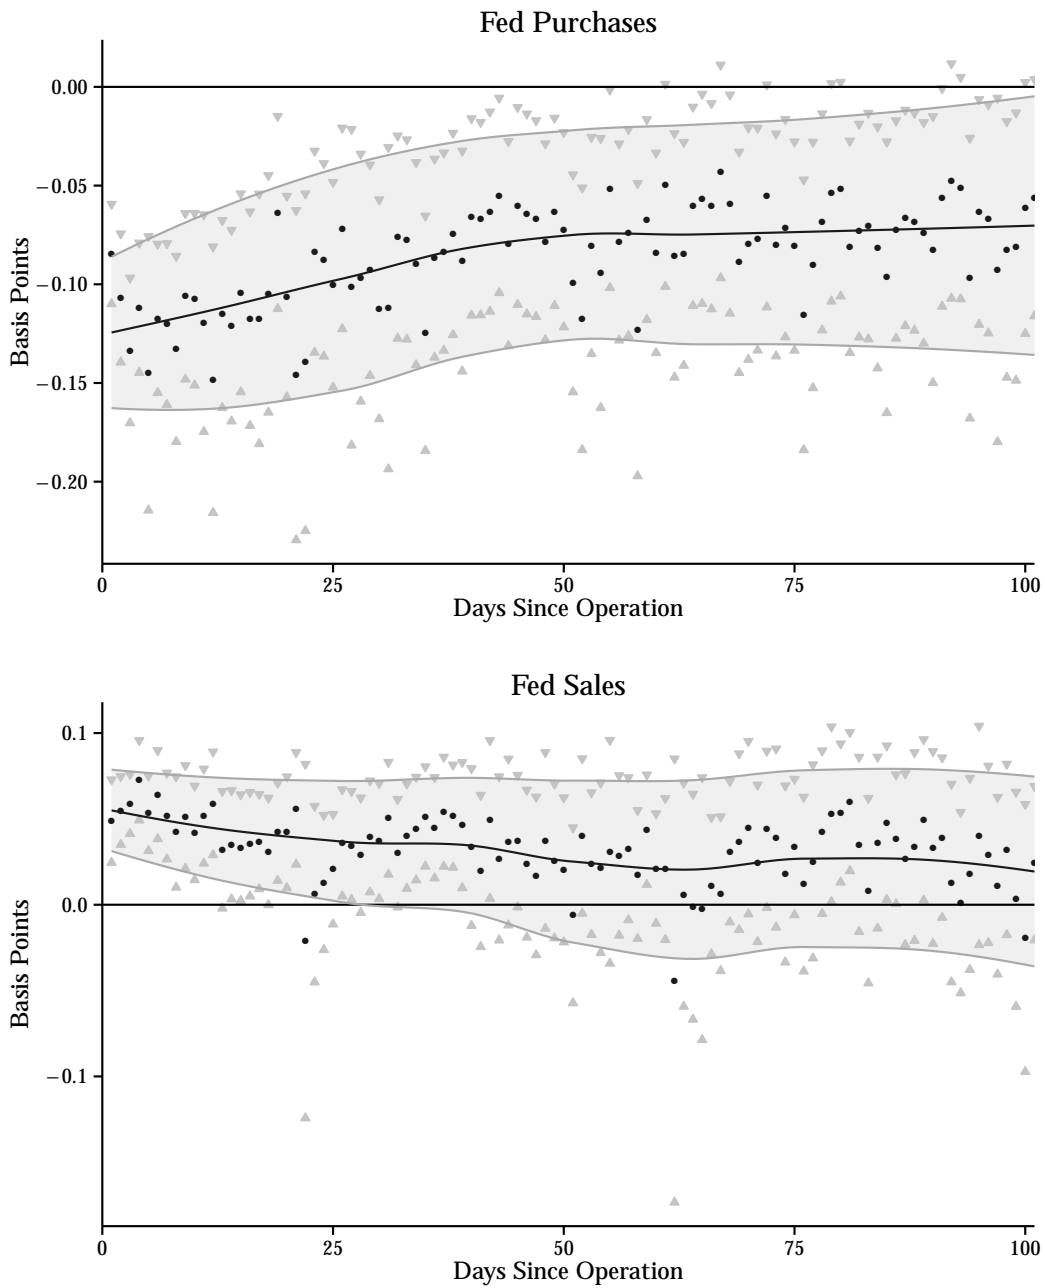 Fed Purchases
0.00
−0.05
−0.10
−0.15
−0.20
Basis Points
0 25 50 75 100
Days Since Operation
Fed Sales
0.1
0.0
−0.1
Basis Points
0 25 50 75 100
Days Since Operation